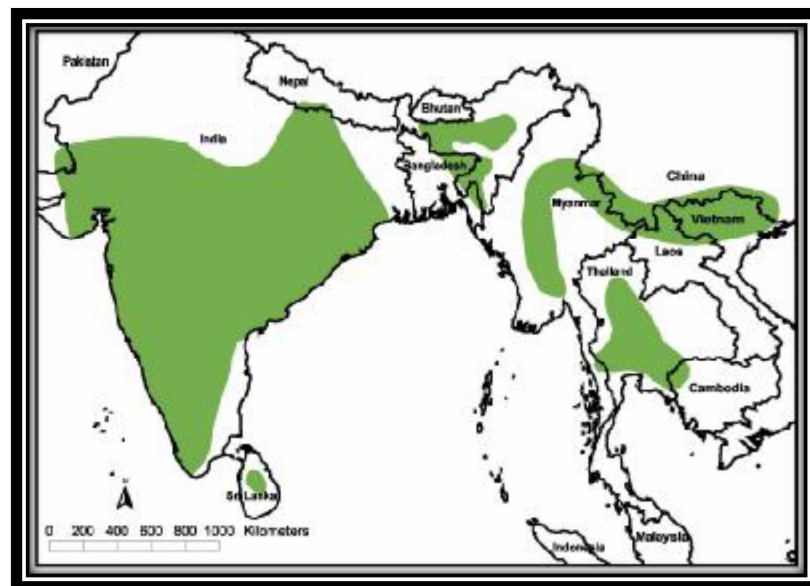 Pakistan
Nepal
Bhutan
India
Bangladesh
China
Myanmar
Vietnam
Laos
Thailand
Cambodia
Sri Lanka
0 200 400 600 800 1000 Kilometers
Indonesia
Malaysia